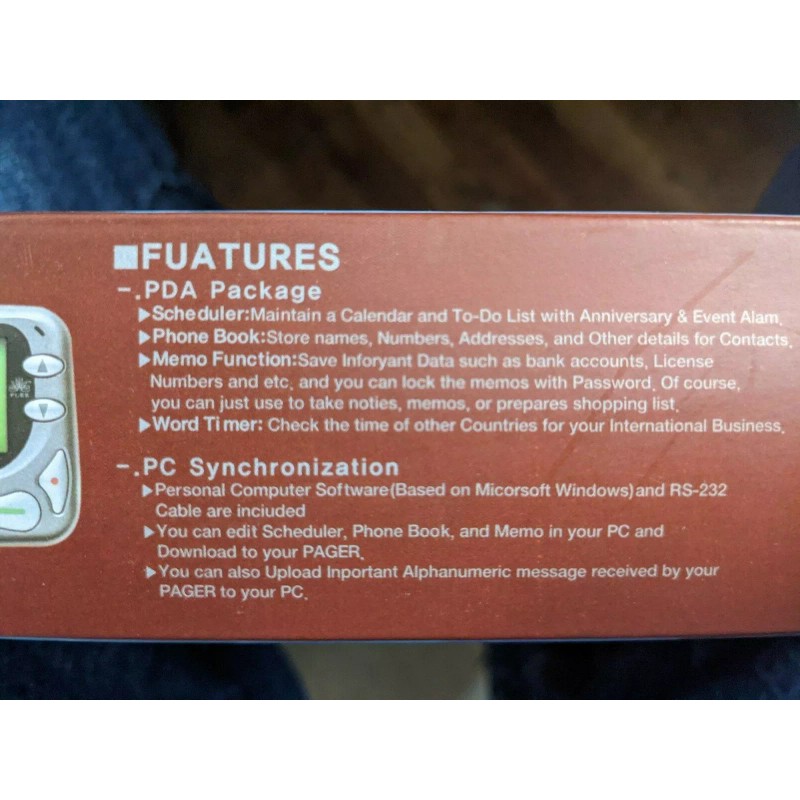 ■FUATURES
-.PDA Package
▶Scheduler:Maintain a Calendar and To-Do List with Anniversary & Event Alam.
▶Phone Book:Store names, Numbers, Addresses, and Other details for Contacts.
▶Memo Function:Save Inforyant Data such as bank accounts, License
Numbers and etc. and you can lock the memos with Password. Of course,
you can just use to take noties, memos, or prepares shopping list.
▶Word Timer: Check the time of other Countries for your International Business.
-.PC Synchronization
▶Personal Computer Software(Based on Micorsoft Windows)and RS-232
Cable are included
▶You can edit Scheduler, Phone Book, and Memo in your PC and
Download to your PAGER.
▶You can also Upload Inportant Alphanumeric message received by your
PAGER to your PC.